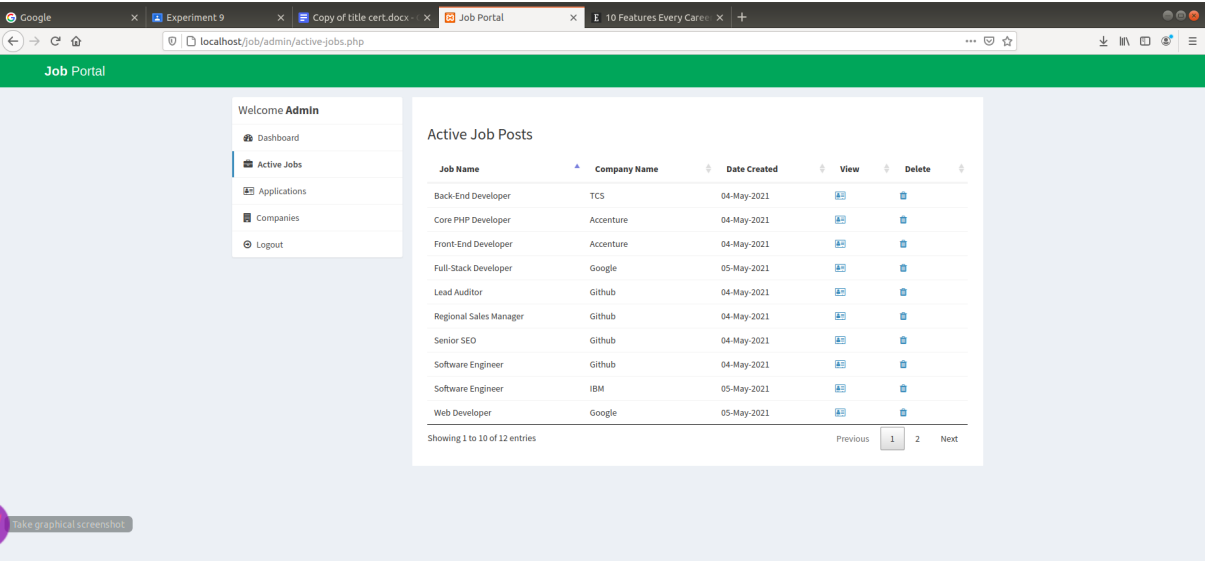 Google
Experiment 9
Copy of title cert.docx -
Job Portal
10 Features Every Caree
localhost/job/admin/active-jobs.php
Job Portal
Welcome Admin
Dashboard
Active Jobs
Applications
Companies
Logout
Active Job Posts
Job Name Company Name Date Created View Delete
Back-End Developer TCS 04-May-2021
Core PHP Developer Accenture 04-May-2021
Front-End Developer Accenture 04-May-2021
Full-Stack Developer Google 05-May-2021
Lead Auditor Github 04-May-2021
Regional Sales Manager Github 04-May-2021
Senior SEO Github 04-May-2021
Software Engineer Github 04-May-2021
Software Engineer IBM 05-May-2021
Web Developer Google 05-May-2021
Showing 1 to 10 of 12 entries
Previous 1 2 Next
Take graphical screenshot